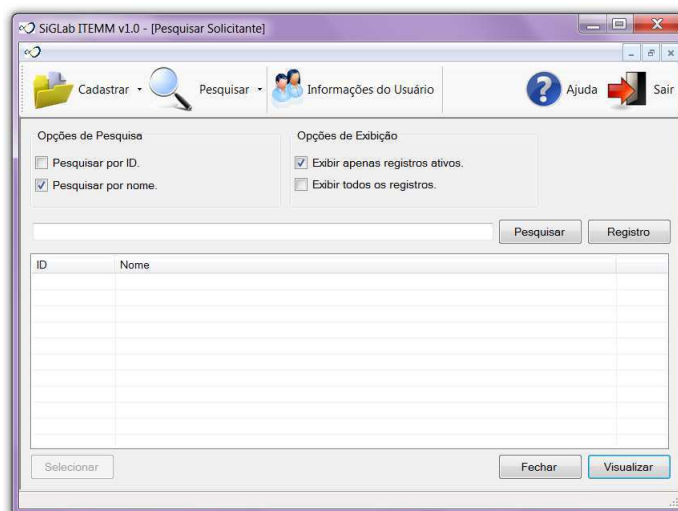 SiGLab ITEMM v1.0 - [Pesquisar Solicitante]
Cadastrar Pesquisar Informações do Usuário Ajuda Sair
Opções de Pesquisa Opções de Exibição
Pesquisar por ID. Exibir apenas registros ativos.
Pesquisar por nome. Exibir todos os registros.
Pesquisar Registro
ID Nome
Selecionar Fechar Visualizar